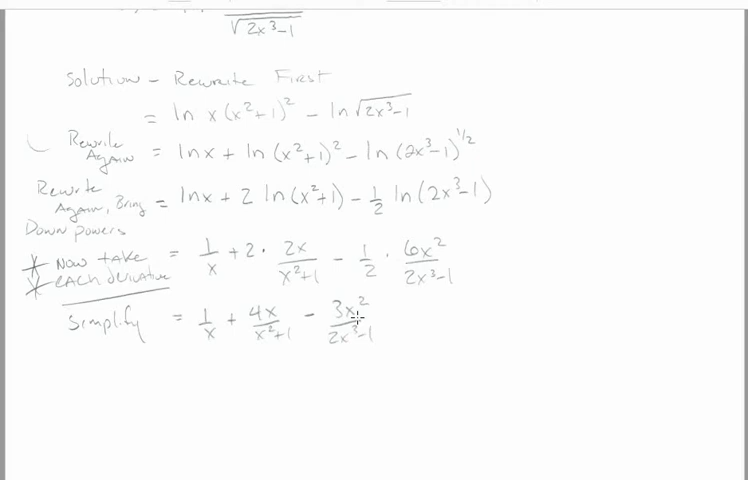 √2x³-1
Solution - Rewrite First
= ln x(x²+1)² - ln √2x³-1
Rewrite Again = ln x + ln (x²+1)² - ln (2x³-1)^1/2
Rewrite Again, Bring Down powers = ln x + 2 ln (x²+1) - 1/2 ln (2x³-1)
* Now take
* EACH derivative = 1/x + 2 · 2x/x²+1 - 1/2 · 6x²/2x³-1
Simplify = 1/x + 4x/x²+1 - 3x²/2x³-1